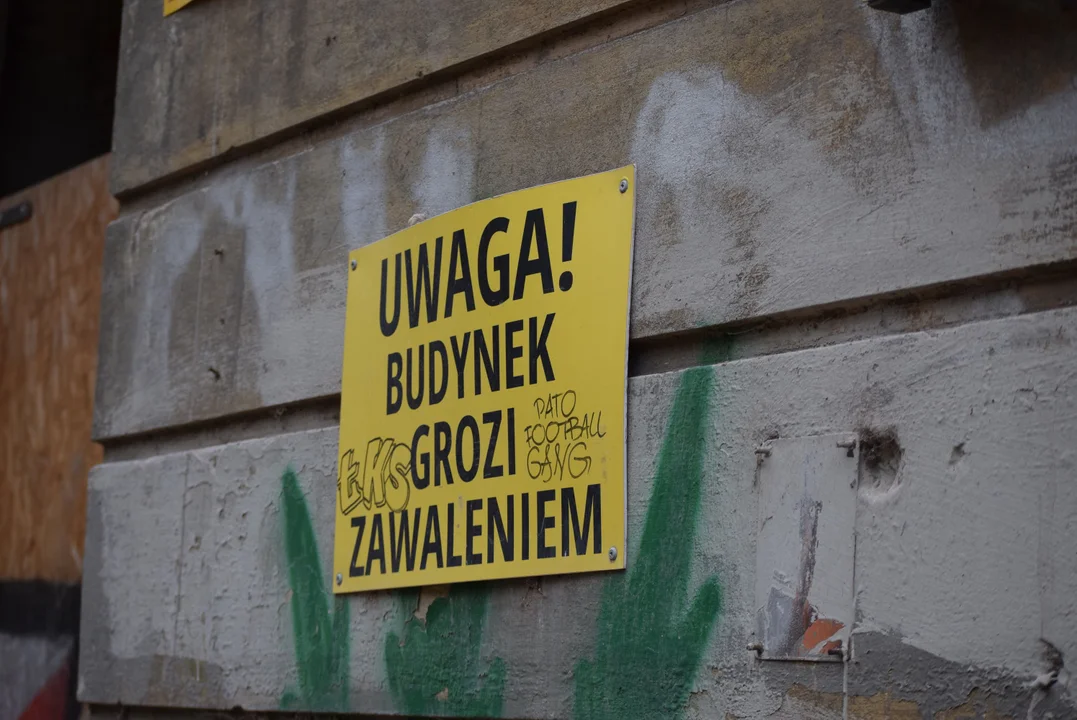 UWAGA!
BUDYNEK
GROZI
ZAWALENIEM
ŁKS
PATO
FOOTBALL
GANG